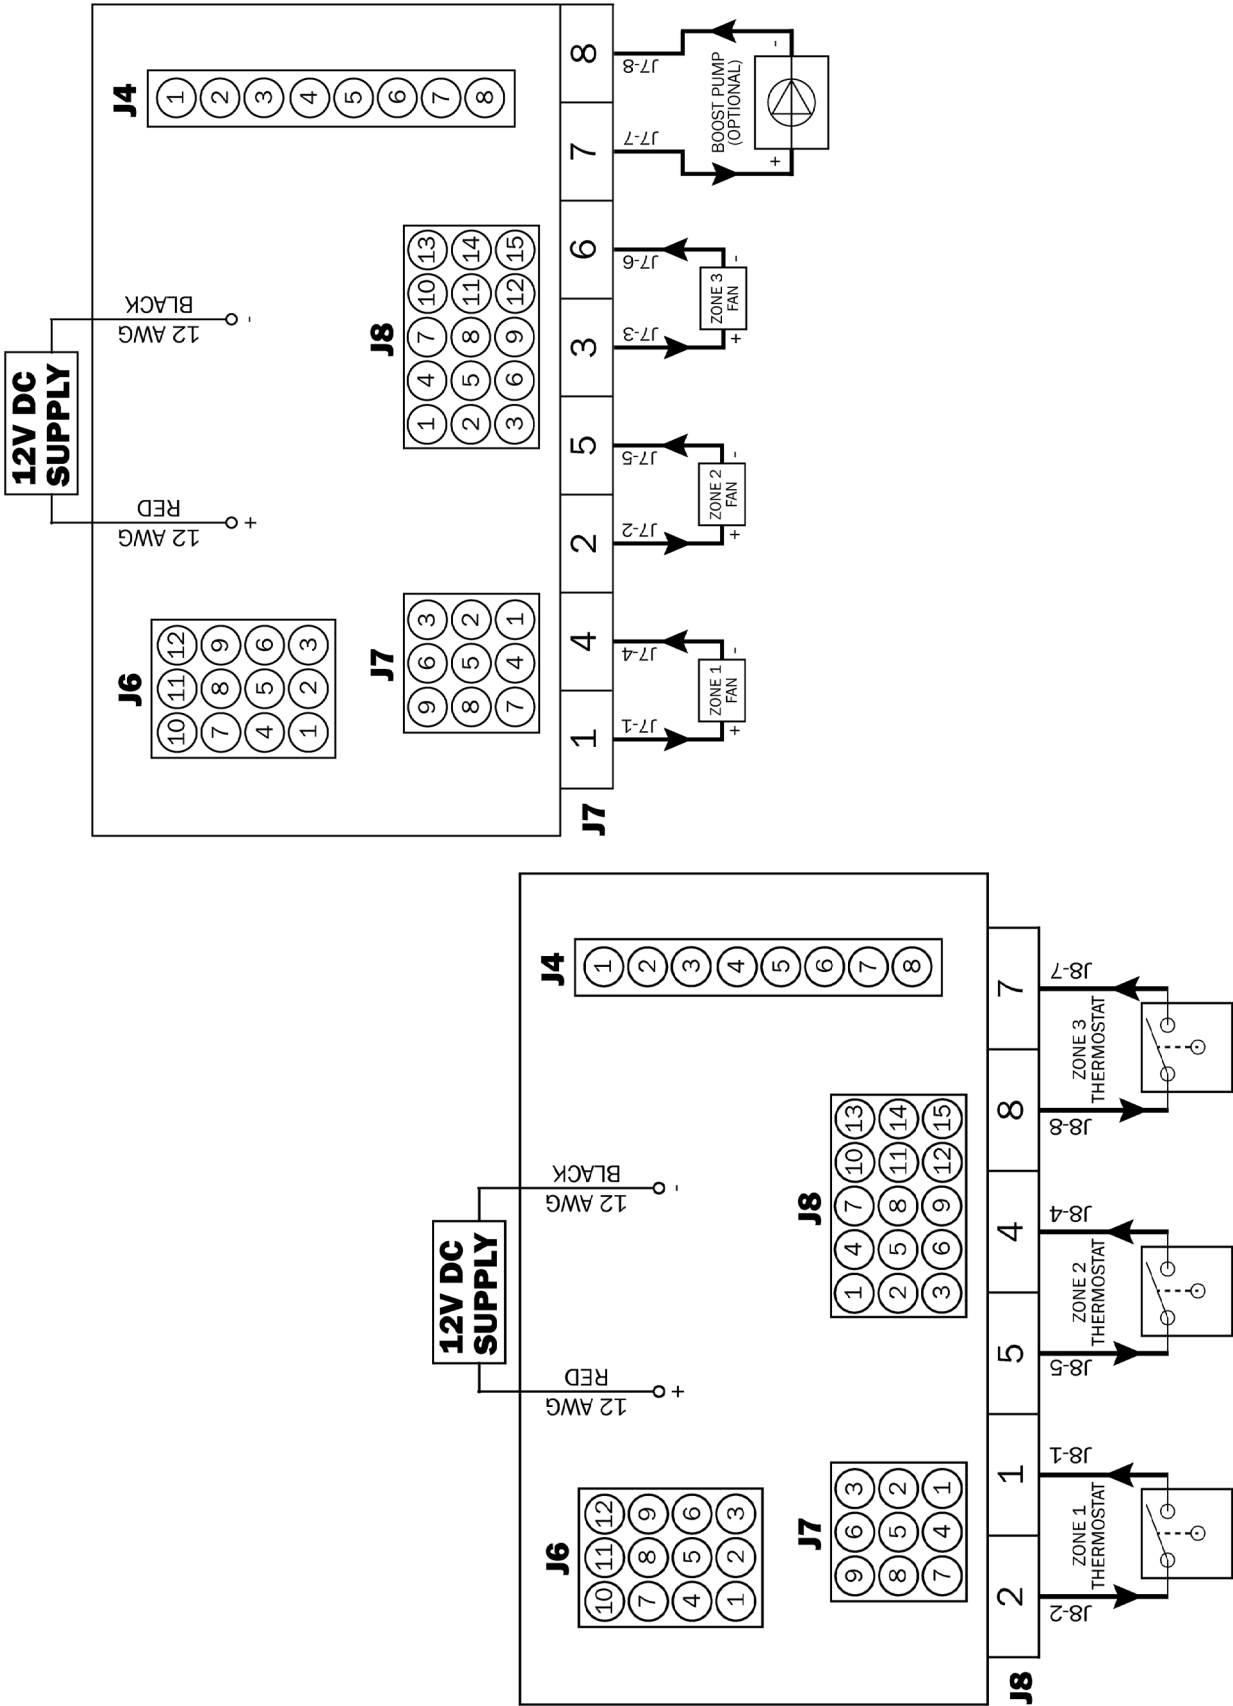 12V DC
SUPPLY
12 AWG
RED
12 AWG
BLACK
+
-
J6
10 11 12
7 8 9
4 5 6
1 2 3
J4
1
2
3
4
5
6
7
8
J7
9 6 3
8 5 2
7 4 1
J8
1 4 7 10 13
2 5 8 11 14
3 6 9 12 15
J7
1 4 2 5 3 6 7 8
J7-1
J7-4
J7-2
J7-5
J7-3
J7-6
J7-7
J7-8
+ ZONE 1 -
FAN
+ ZONE 2 -
FAN
+ ZONE 3 -
FAN
BOOST PUMP
(OPTIONAL)
+ -
12V DC
SUPPLY
12 AWG
RED
12 AWG
BLACK
+
-
J6
10 11 12
7 8 9
4 5 6
1 2 3
J4
1
2
3
4
5
6
7
8
J7
9 6 3
8 5 2
7 4 1
J8
1 4 7 10 13
2 5 8 11 14
3 6 9 12 15
J8
2 1 5 4 8 7
J8-2
J8-1
J8-5
J8-4
J8-8
J8-7
ZONE 1
THERMOSTAT
ZONE 2
THERMOSTAT
ZONE 3
THERMOSTAT